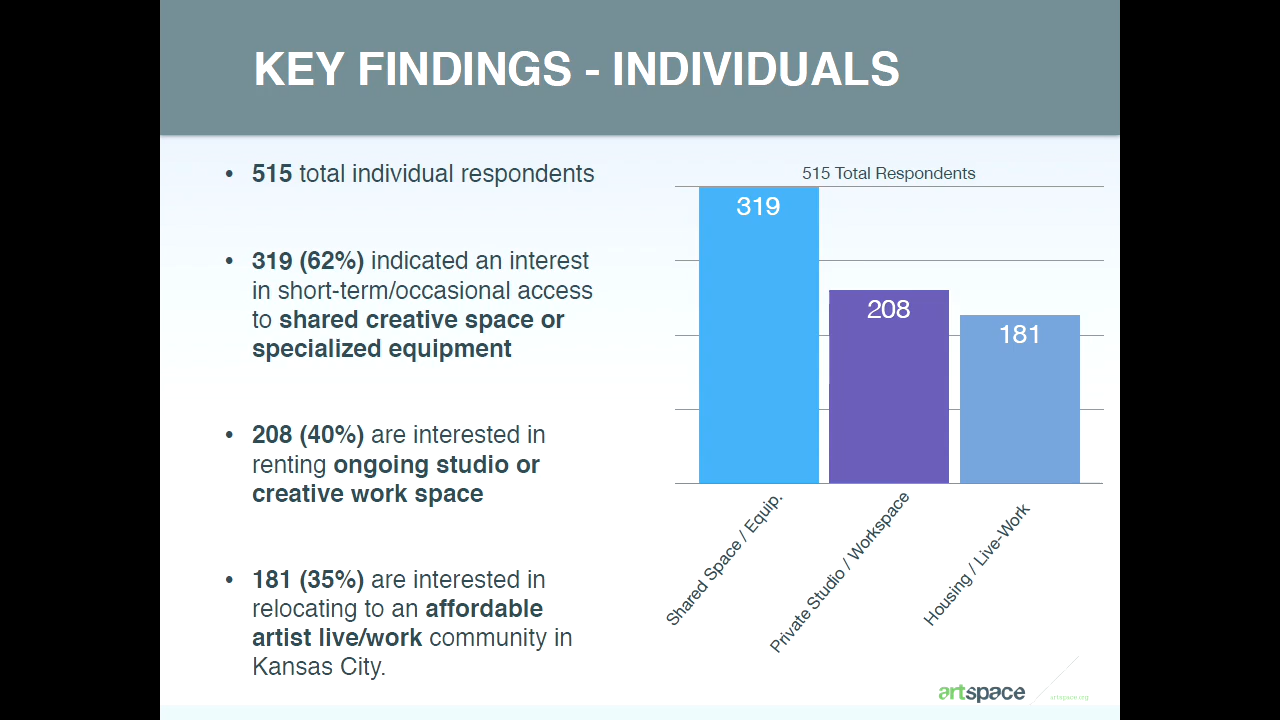 KEY FINDINGS - INDIVIDUALS
• 515 total individual respondents
• 319 (62%) indicated an interest
in short-term/occasional access
to shared creative space or
specialized equipment
• 208 (40%) are interested in
renting ongoing studio or
creative work space
• 181 (35%) are interested in
relocating to an affordable
artist live/work community in
Kansas City.
515 Total Respondents
319
208
181
Shared Space / Equip.
Private Studio / Workspace
Housing / Live-Work
artspace
artspace.org